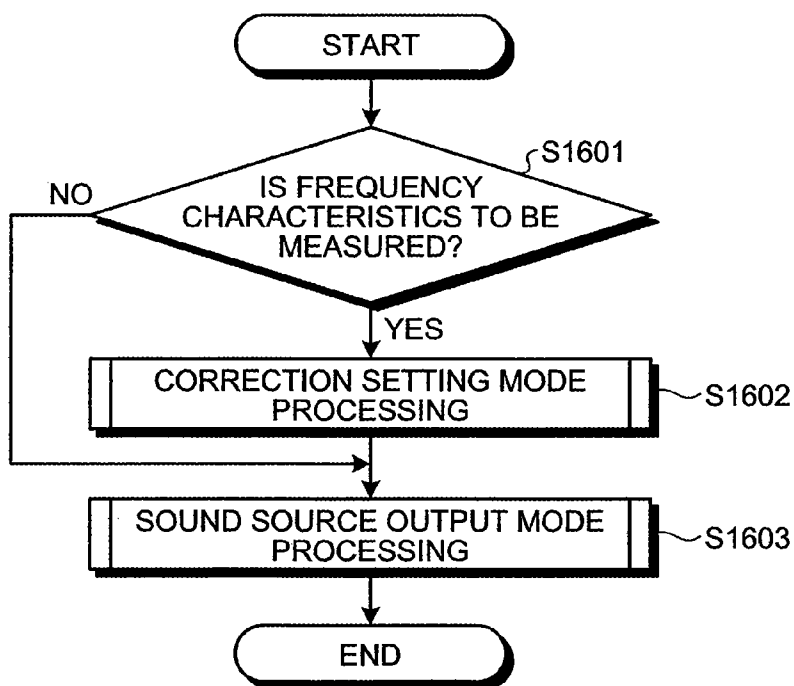 START
S1601
NO
IS FREQUENCY
CHARACTERISTICS TO BE
MEASURED?
YES
CORRECTION SETTING MODE
PROCESSING
S1602
SOUND SOURCE OUTPUT MODE
PROCESSING
S1603
END